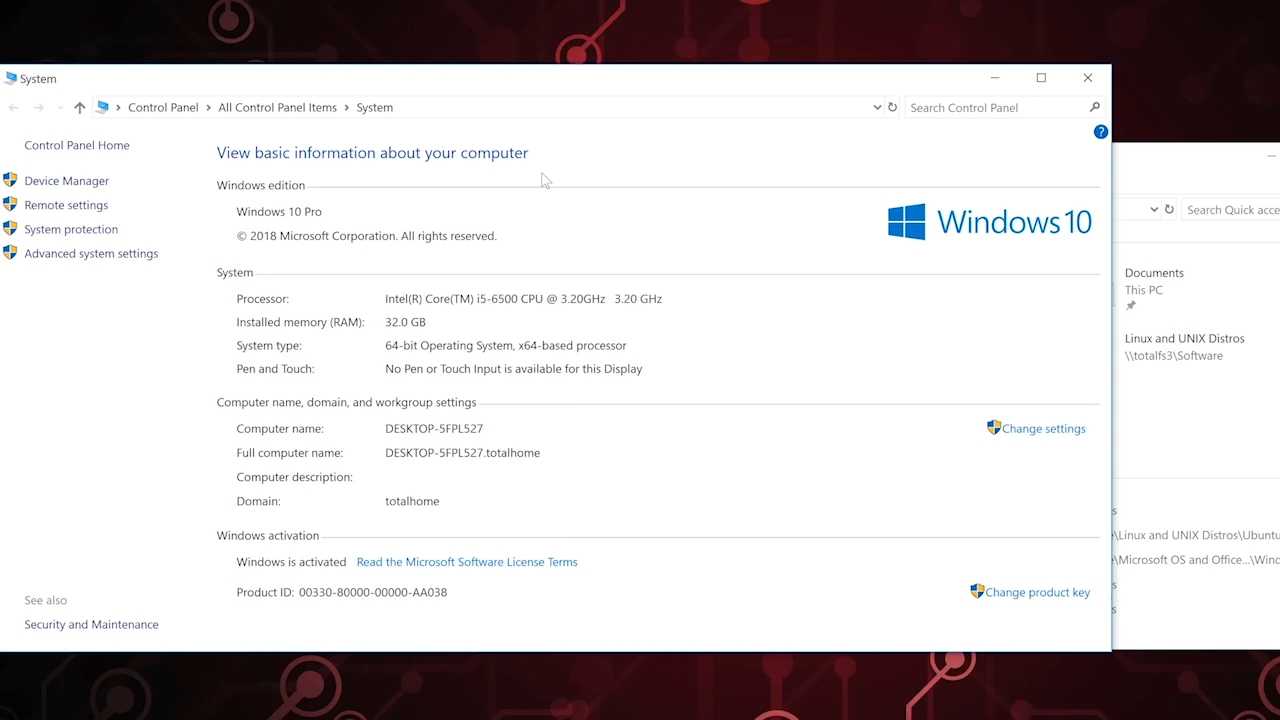 System
Control Panel > All Control Panel Items > System
Search Control Panel
Control Panel Home
Device Manager
Remote settings
System protection
Advanced system settings
See also
Security and Maintenance
?
View basic information about your computer
Windows edition
Windows 10 Pro
© 2018 Microsoft Corporation. All rights reserved.
Windows 10
System
Processor: Intel(R) Core(TM) i5-6500 CPU @ 3.20GHz 3.20 GHz
Installed memory (RAM): 32.0 GB
System type: 64-bit Operating System, x64-based processor
Pen and Touch: No Pen or Touch Input is available for this Display
Computer name, domain, and workgroup settings
Computer name: DESKTOP-5FPL527
Change settings
Full computer name: DESKTOP-5FPL527.totalhome
Computer description:
Domain: totalhome
Windows activation
Windows is activated Read the Microsoft Software License Terms
Product ID: 00330-80000-00000-AA038
Change product key
Search Quick acce
Documents
This PC
Linux and UNIX Distros
\\totalfs3\Software
s
\Linux and UNIX Distros\Ubuntu
\Microsoft OS and Office...\Wind
s
s